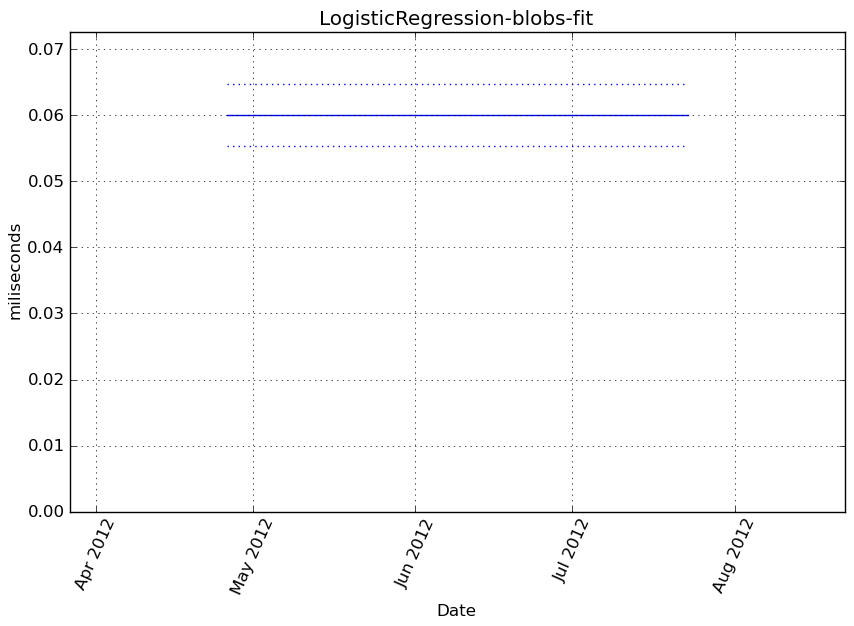 LogisticRegression-blobs-fit
0.07
0.06
0.05
0.04
0.03
0.02
0.01
0.00
miliseconds
Apr 2012
May 2012
Jun 2012
Jul 2012
Aug 2012
Date